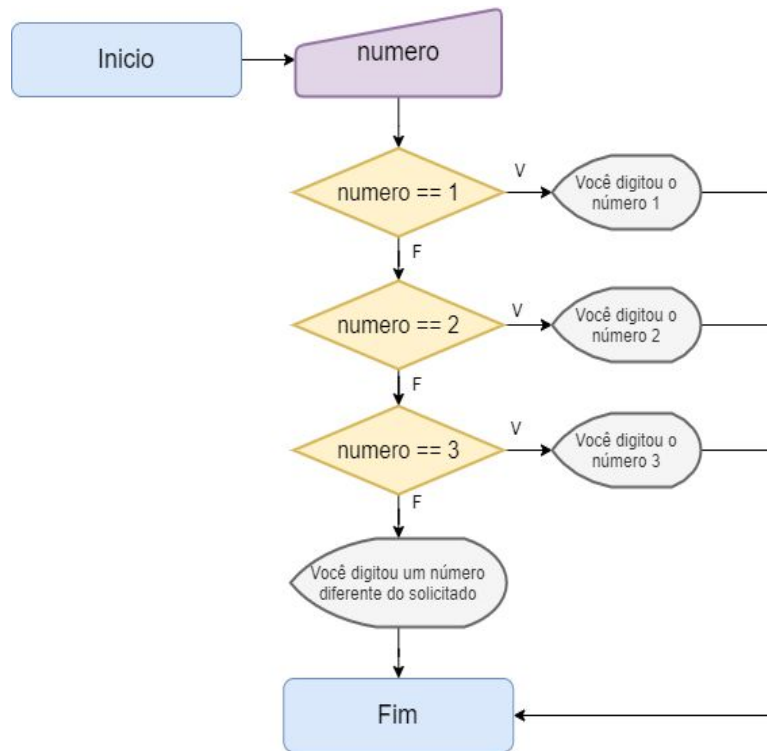 Inicio
numero
numero == 1
V
Você digitou o
número 1
F
numero == 2
V
Você digitou o
número 2
F
numero == 3
V
Você digitou o
número 3
F
Você digitou um número
diferente do solicitado
Fim